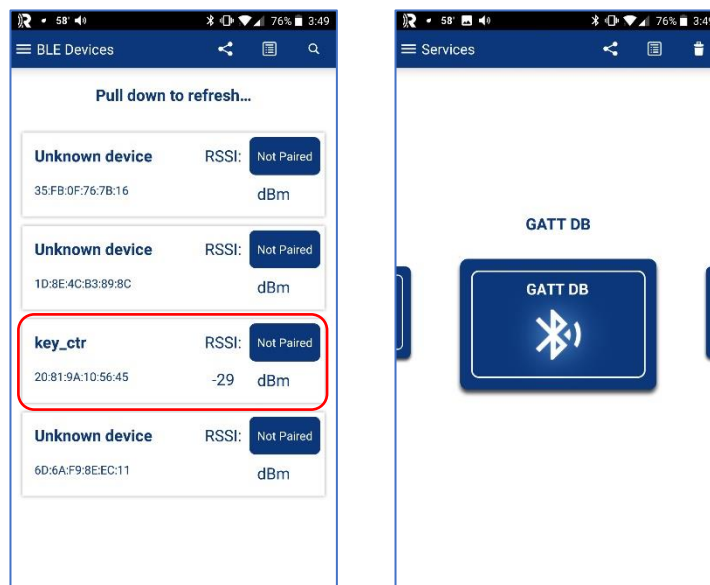 58° 76% 3:49
BLE Devices
Pull down to refresh...
Unknown device RSSI: Not Paired
35:FB:0F:76:7B:16 dBm
Unknown device RSSI: Not Paired
1D:8E:4C:B3:89:8C dBm
key_ctr RSSI: Not Paired
20:81:9A:10:56:45 -29 dBm
Unknown device RSSI: Not Paired
6D:6A:F9:8E:EC:11 dBm
58° 76% 3:49
Services
GATT DB
GATT DB